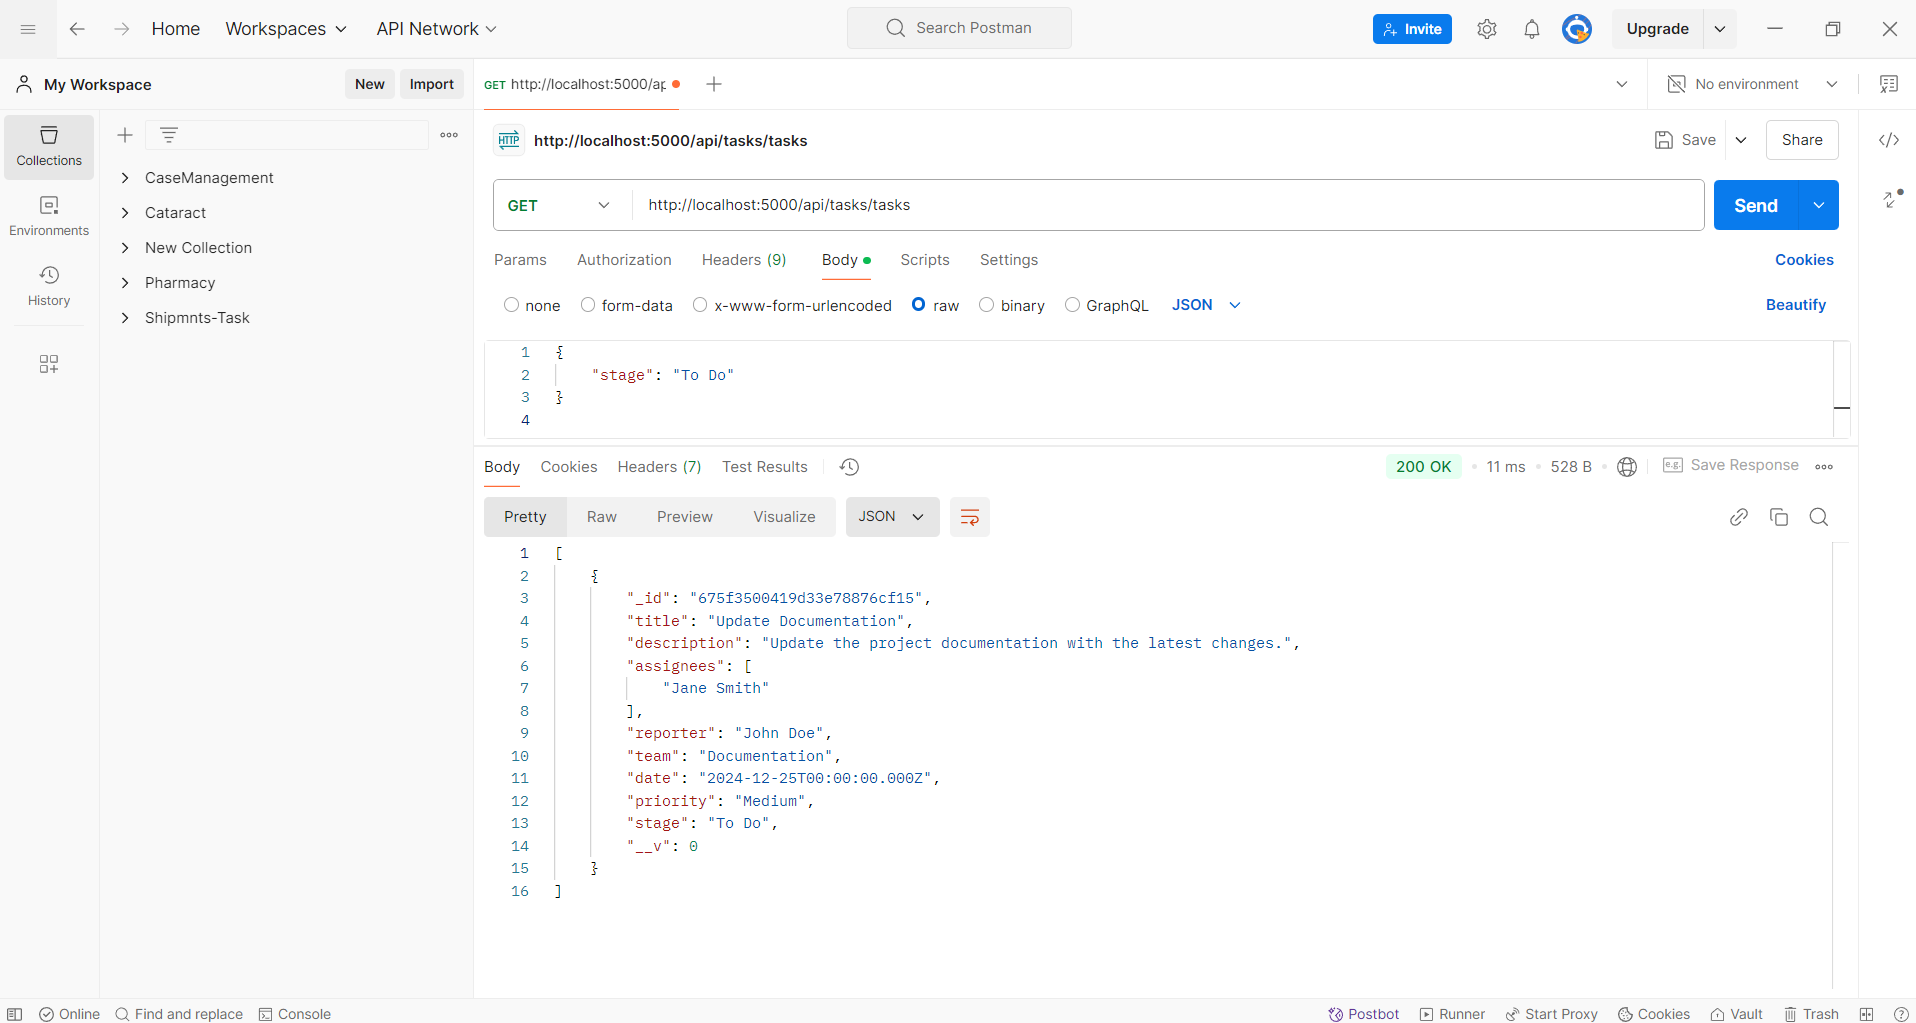 Home Workspaces API Network Search Postman Invite Upgrade
My Workspace New Import GET http://localhost:5000/ap No environment
Collections
Environments
History
CaseManagement
Cataract
New Collection
Pharmacy
Shipmnts-Task
HTTP http://localhost:5000/api/tasks/tasks Save Share
GET http://localhost:5000/api/tasks/tasks Send
Params Authorization Headers (9) Body Scripts Settings Cookies
none form-data x-www-form-urlencoded raw binary GraphQL JSON Beautify
1 {
2 "stage": "To Do"
3 }
4
Body Cookies Headers (7) Test Results 200 OK 11 ms 528 B e.g. Save Response
Pretty Raw Preview Visualize JSON
1 [
2 {
3 "_id": "675f3500419d33e78876cf15",
4 "title": "Update Documentation",
5 "description": "Update the project documentation with the latest changes.",
6 "assignees": [
7 "Jane Smith"
8 ],
9 "reporter": "John Doe",
10 "team": "Documentation",
11 "date": "2024-12-25T00:00:00.000Z",
12 "priority": "Medium",
13 "stage": "To Do",
14 "__v": 0
15 }
16 ]
Online Find and replace Console Postbot Runner Start Proxy Cookies Vault Trash